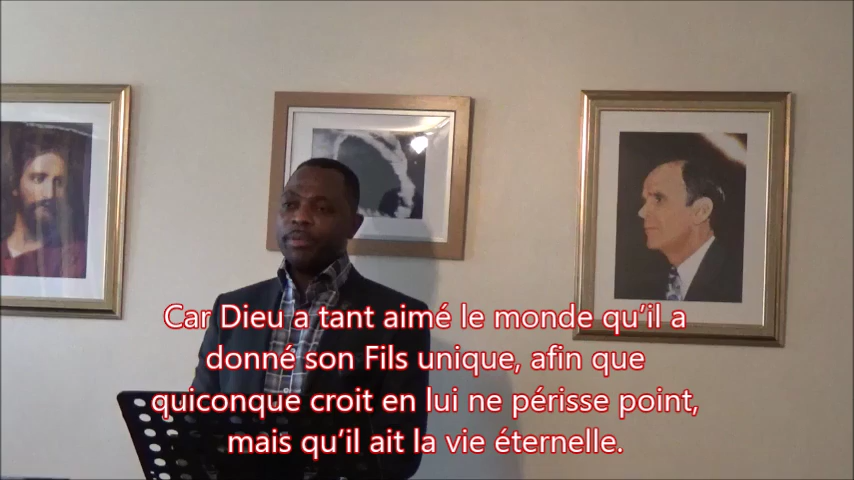 Car Dieu a tant aimé le monde qu’il a
donné son Fils unique, afin que
quiconque croit en lui ne périsse point,
mais qu’il ait la vie éternelle.